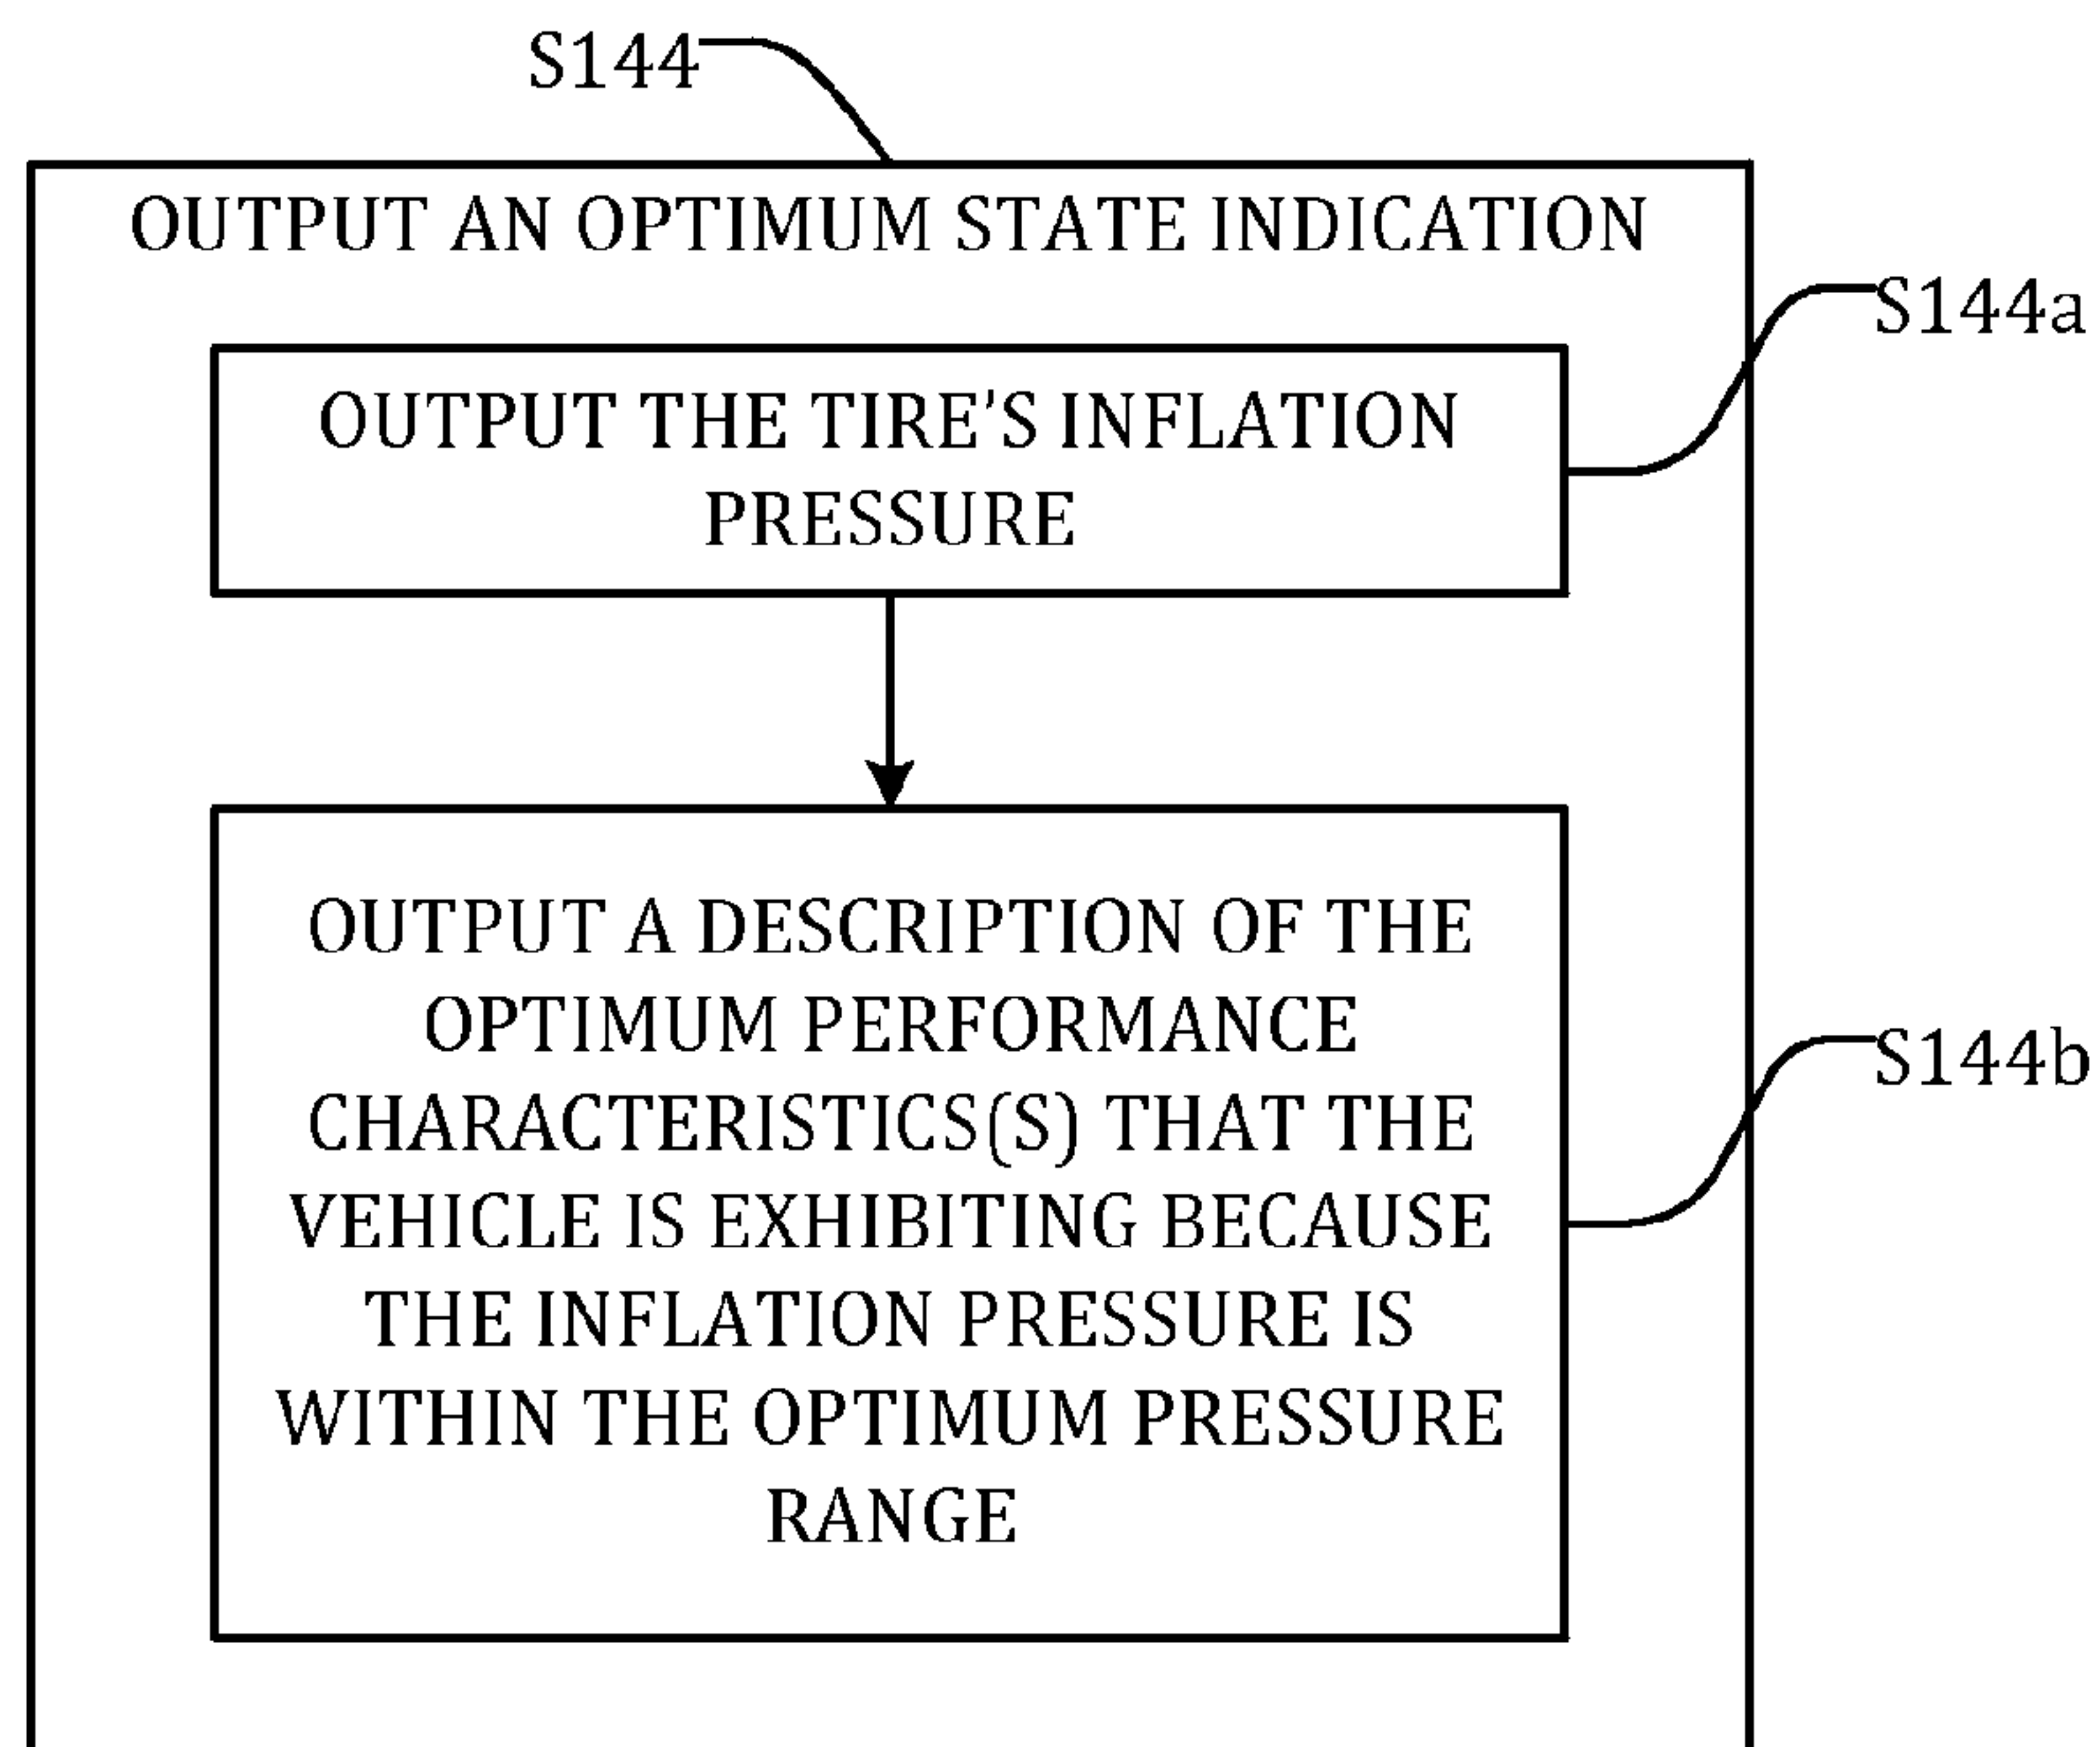 S144
OUTPUT AN OPTIMUM STATE INDICATION
S144a
OUTPUT THE TIRE'S INFLATION
PRESSURE
OUTPUT A DESCRIPTION OF THE
OPTIMUM PERFORMANCE
S144b
CHARACTERISTICS(S) THAT THE
VEHICLE IS EXHIBITING BECAUSE
THE INFLATION PRESSURE IS
WITHIN THE OPTIMUM PRESSURE
RANGE